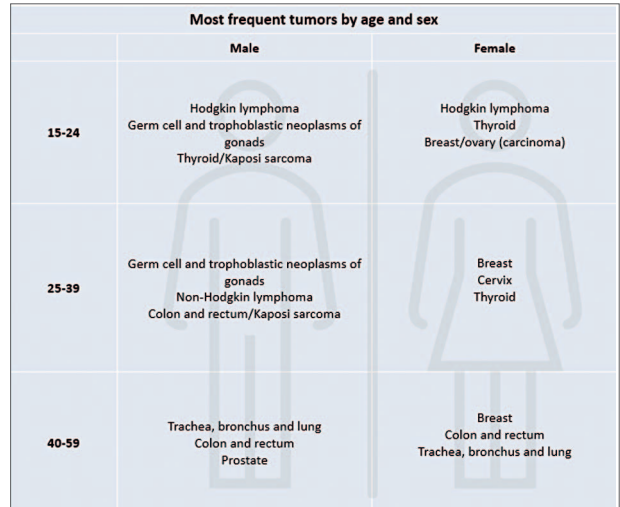 Most frequent tumors by age and sex
Male
Female
15-24
Hodgkin lymphoma
Germ cell and trophoblastic neoplasms of
gonads
Thyroid/Kaposi sarcoma
Hodgkin lymphoma
Thyroid
Breast/ovary (carcinoma)
25-39
Germ cell and trophoblastic neoplasms of
gonads
Non-Hodgkin lymphoma
Colon and rectum/Kaposi sarcoma
Breast
Cervix
Thyroid
40-59
Trachea, bronchus and lung
Colon and rectum
Prostate
Breast
Colon and rectum
Trachea, bronchus and lung